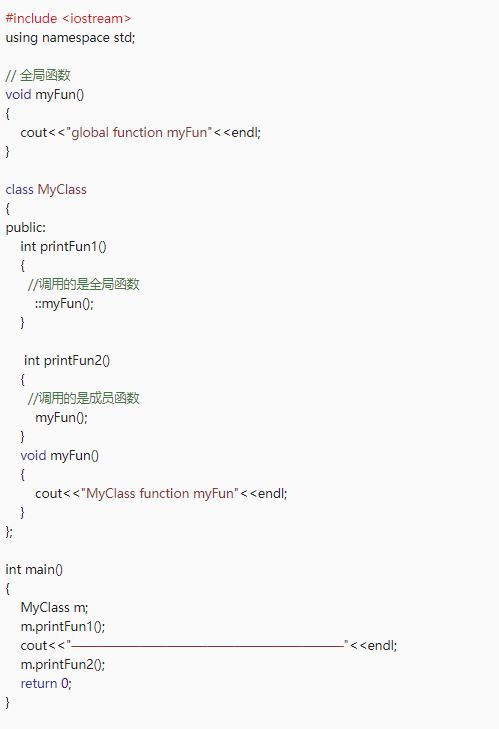 #include <iostream>
using namespace std;
// 全局函数
void myFun()
{
cout<<"global function myFun"<<endl;
}
class MyClass
{
public:
int printFun1()
{
//调用的是全局函数
::myFun();
}
int printFun2()
{
//调用的是成员函数
myFun();
}
void myFun()
{
cout<<"MyClass function myFun"<<endl;
}
};
int main()
{
MyClass m;
m.printFun1();
cout<<"———————————————————"<<endl;
m.printFun2();
return 0;
}